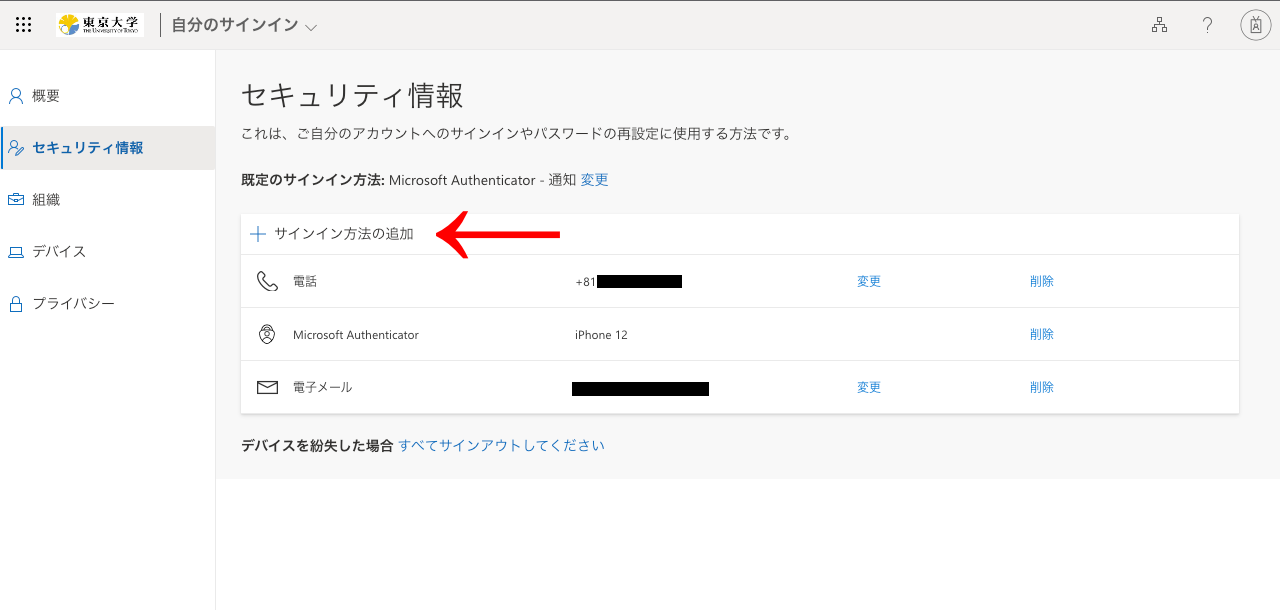 東京大学
THE UNIVERSITY OF TOKYO
自分のサインイン
?
概要
セキュリティ情報
組織
デバイス
プライバシー
セキュリティ情報
これは、ご自分のアカウントへのサインインやパスワードの再設定に使用する方法です。
既定のサインイン方法: Microsoft Authenticator - 通知 変更
サインイン方法の追加
電話 +81 変更 削除
Microsoft Authenticator iPhone 12 削除
電子メール 変更 削除
デバイスを紛失した場合 すべてサインアウトしてください